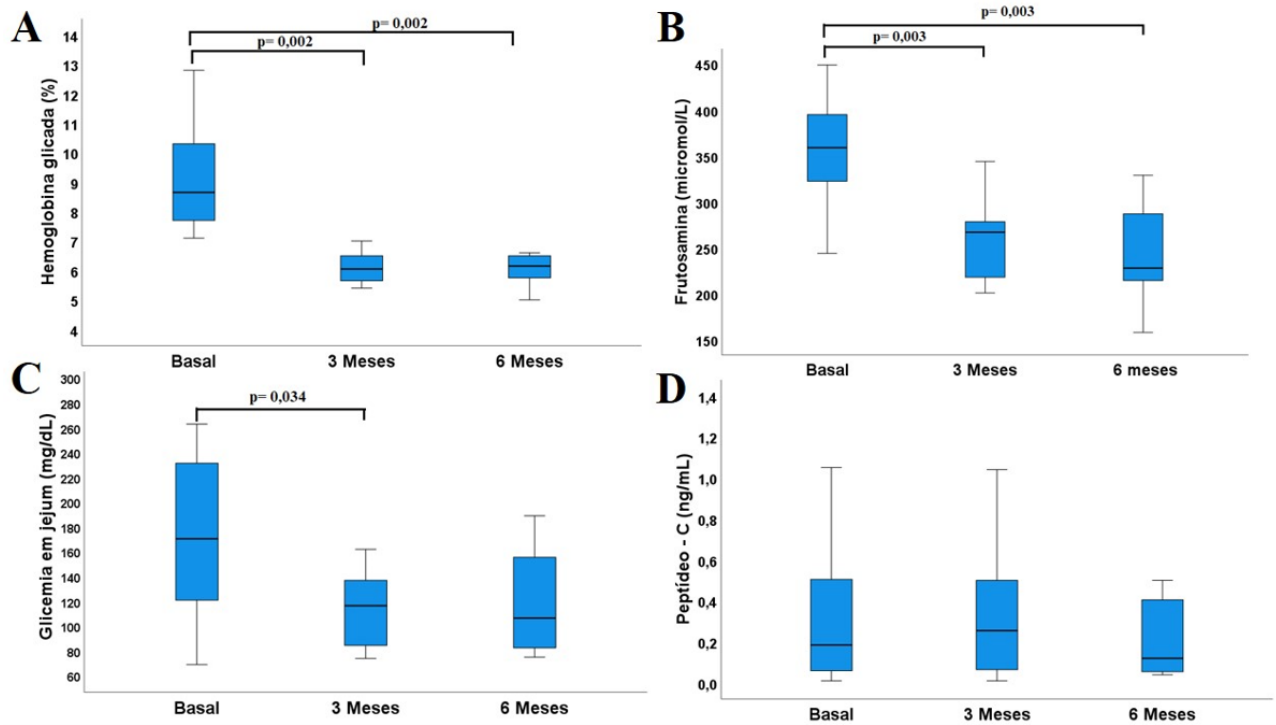 A
p= 0,002
p= 0,002
Hemoglobina glicada (%)
14
13
12
11
10
9
8
7
6
5
4
Basal 3 Meses 6 Meses
B
p= 0,003
p= 0,003
Frutosamina (micromol/L)
450
400
350
300
250
200
150
Basal 3 Meses 6 meses
C
p= 0,034
Glicemia em jejum (mg/dL)
300
280
260
240
220
200
180
160
140
120
100
80
60
Basal 3 Meses 6 Meses
D
Peptídeo - C (ng/mL)
1,4
1,2
1,0
0,8
0,6
0,4
0,2
0,0
Basal 3 Meses 6 Meses